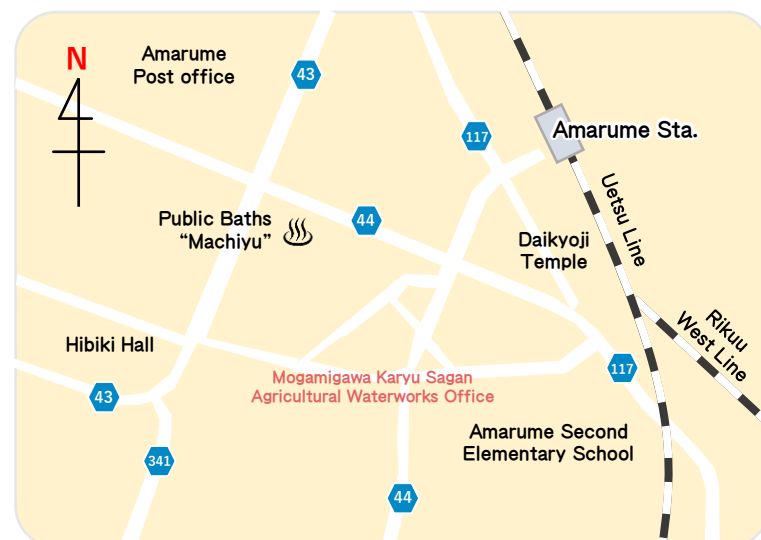 N
Amarume
Post office
43
117
Amarume Sta.
Uetsu Line
Public Baths
“Machiyu”
44
Daikyoji
Temple
Rikuu
West Line
Hibiki Hall
Mogamigawa Karyu Sagan
Agricultural Waterworks Office
117
43
Amarume Second
Elementary School
341
44